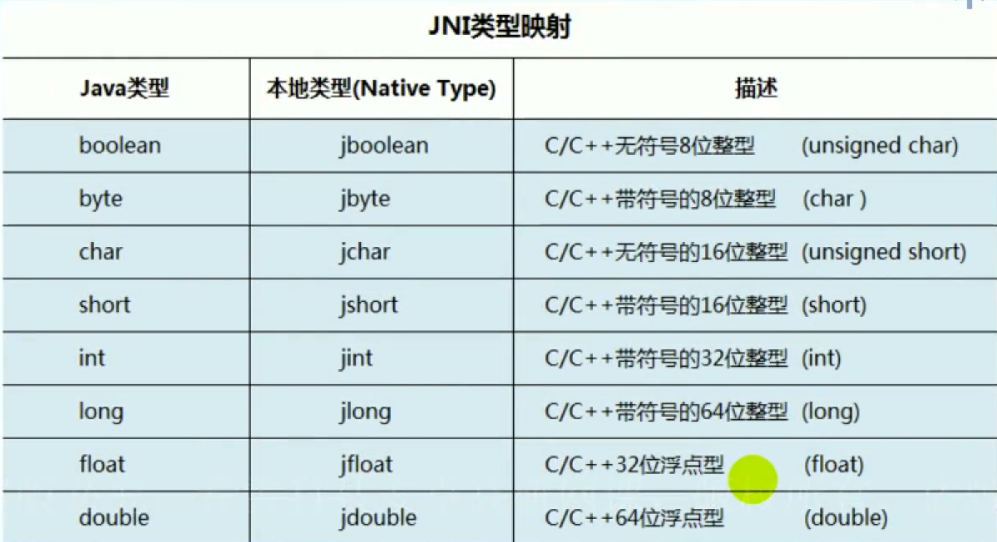 JNI类型映射
Java类型 本地类型(Native Type) 描述
boolean jboolean C/C++无符号8位整型 (unsigned char)
byte jbyte C/C++带符号的8位整型 (char )
char jchar C/C++无符号的16位整型 (unsigned short)
short jshort C/C++带符号的16位整型 (short)
int jint C/C++带符号的32位整型 (int)
long jlong C/C++带符号的64位整型 (long)
float jfloat C/C++32位浮点型 (float)
double jdouble C/C++64位浮点型 (double)